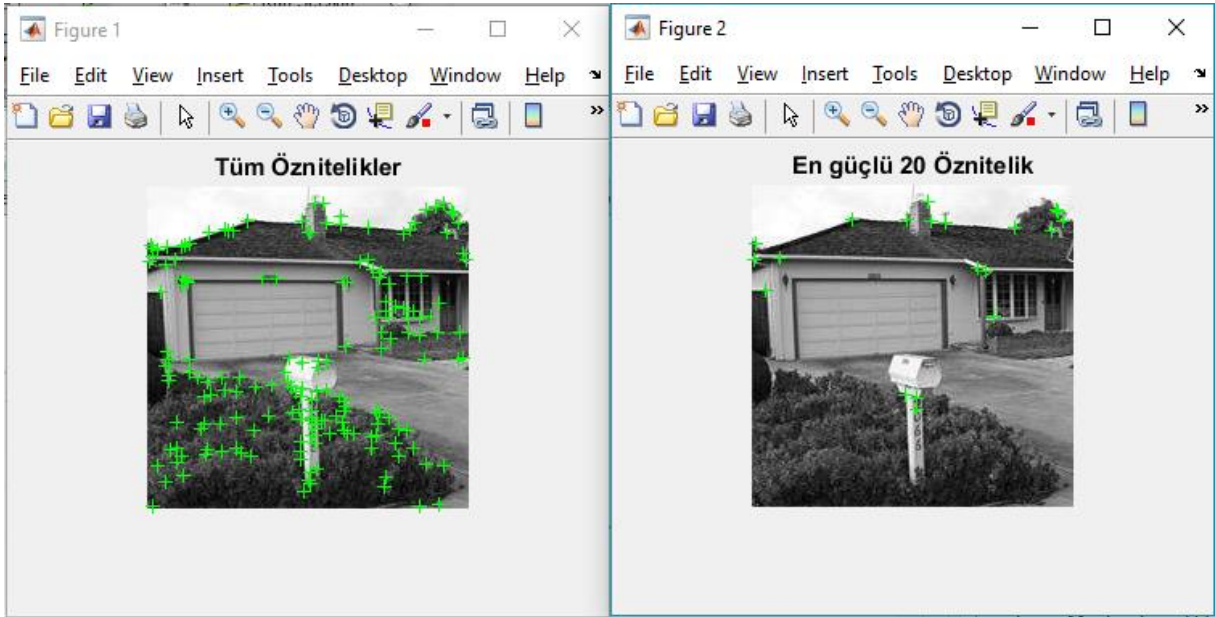 Figure 1
File Edit View Insert Tools Desktop Window Help
Tüm Öznitelikler
Figure 2
File Edit View Insert Tools Desktop Window Help
En güçlü 20 Öznitelik
066